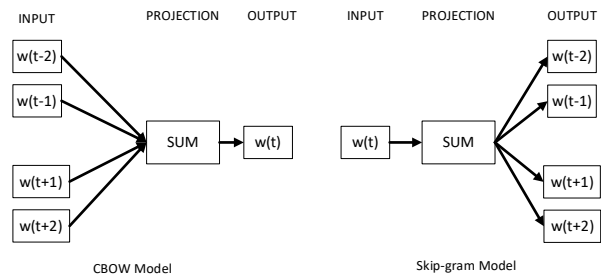 INPUT PROJECTION OUTPUT
w(t-2)
w(t-1)
SUM
w(t)
w(t+1)
w(t+2)
CBOW Model
INPUT PROJECTION OUTPUT
w(t-2)
w(t-1)
w(t)
SUM
w(t+1)
w(t+2)
Skip-gram Model